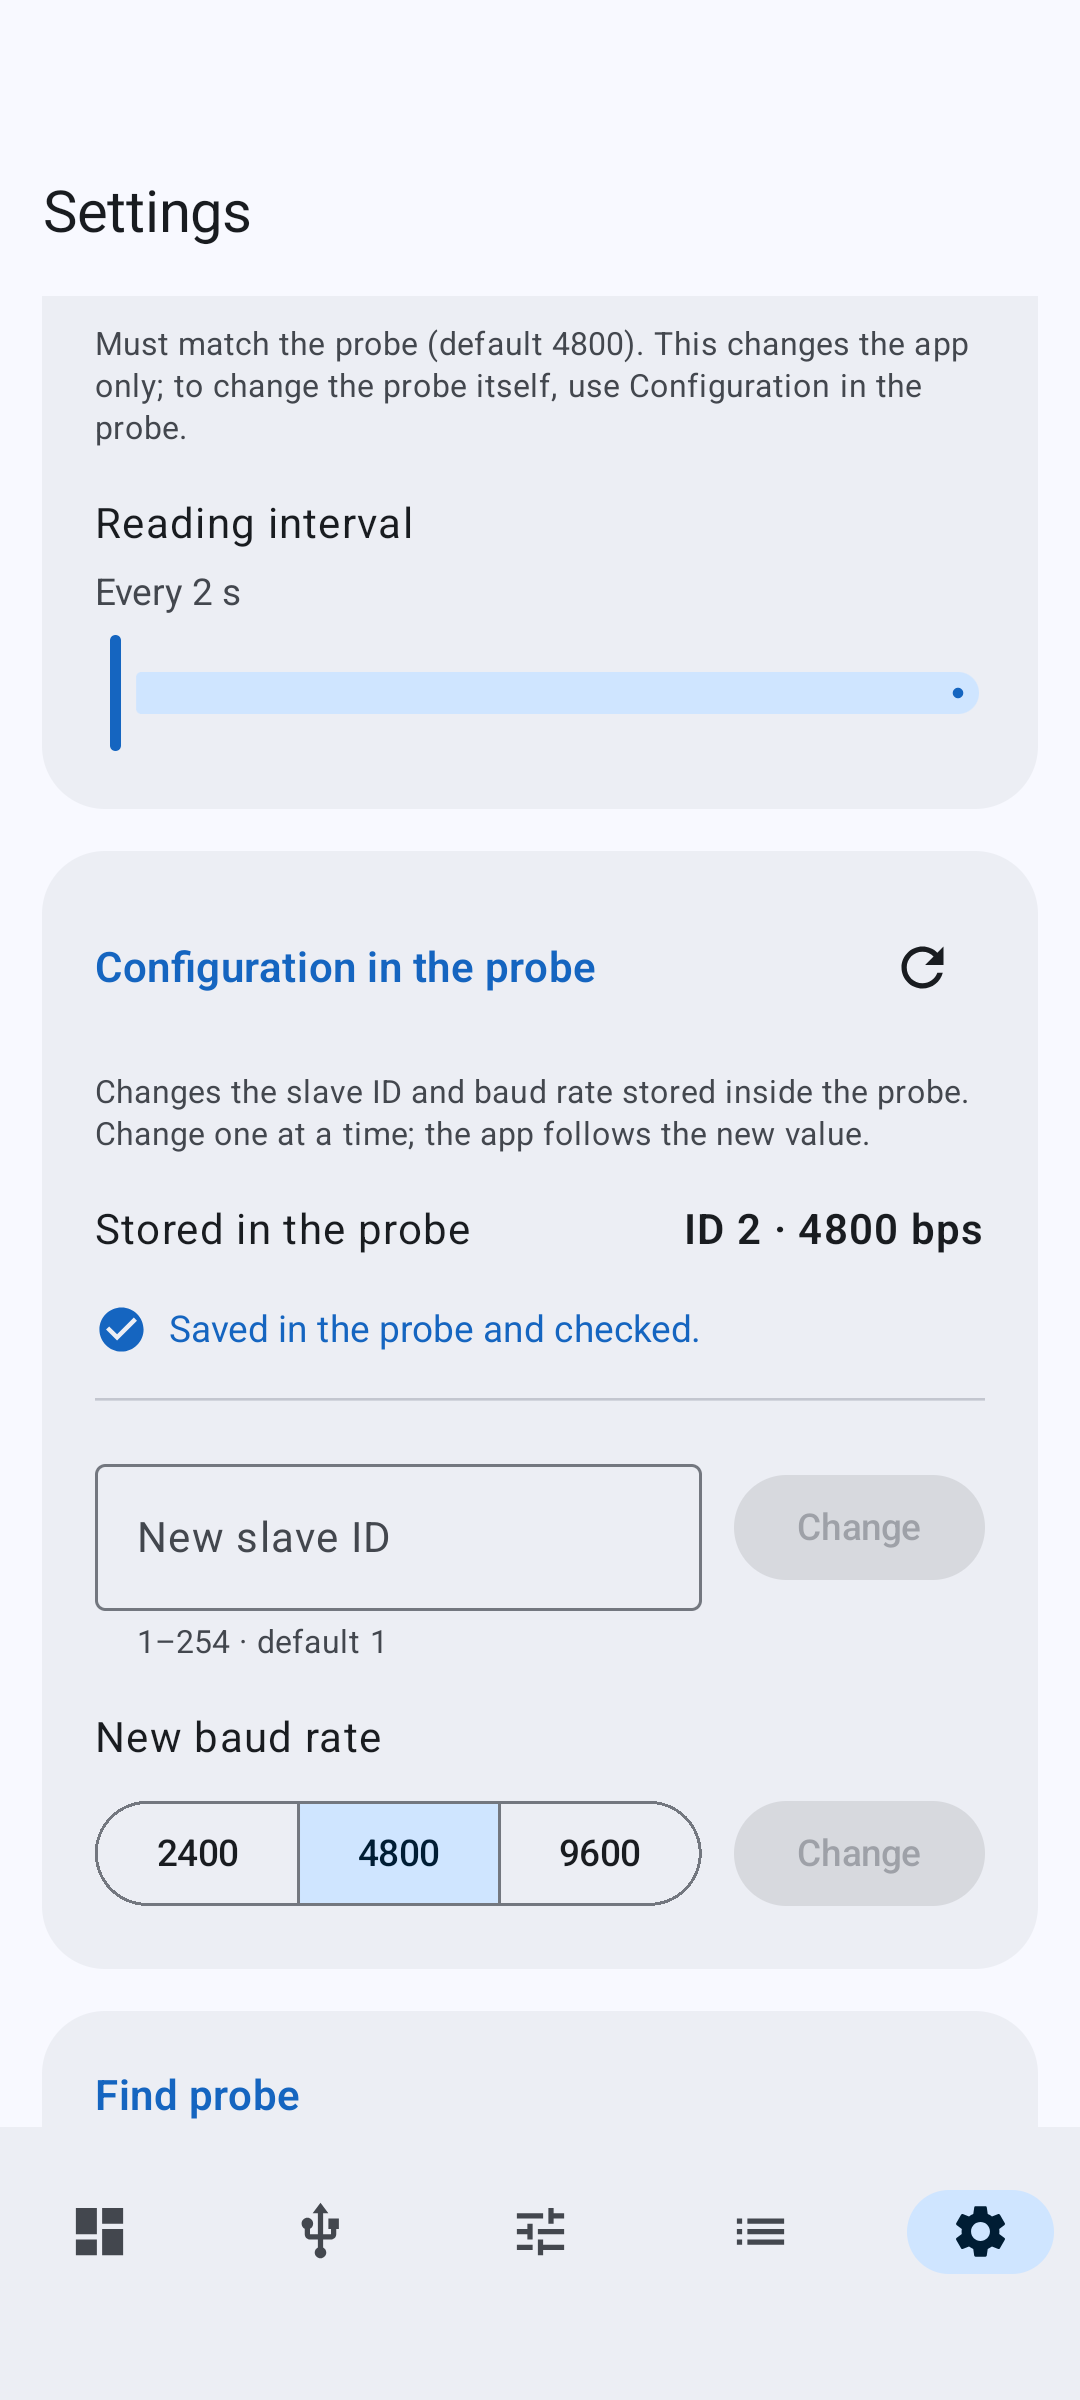 Settings
Must match the probe (default 4800). This changes the app
only; to change the probe itself, use Configuration in the
probe.
Reading interval
Every 2 s
Configuration in the probe
Changes the slave ID and baud rate stored inside the probe.
Change one at a time; the app follows the new value.
Stored in the probe ID 2 · 4800 bps
Saved in the probe and checked.
New slave ID Change
1–254 · default 1
New baud rate
2400 4800 9600 Change
Find probe